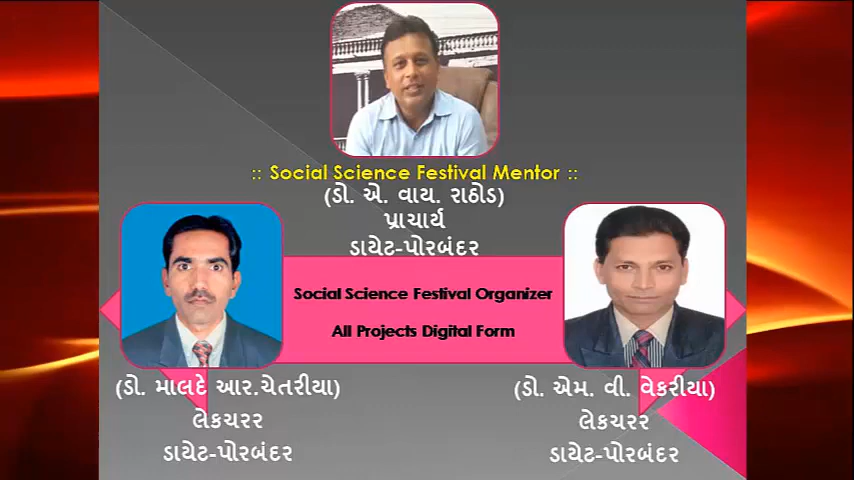 :: Social Science Festival Mentor ::
(ડો. એ. વાય. રાઠોડ)
પ્રાચાર્ય
ડાયેટ-પોરબંદર
Social Science Festival Organizer
All Projects Digital Form
(ડો. માલદે આર.ચેતરીયા)
લેકચરર
ડાયેટ-પોરબંદર
(ડો. એમ. વી. વેકરીયા)
લેકચરર
ડાયેટ-પોરબંદર